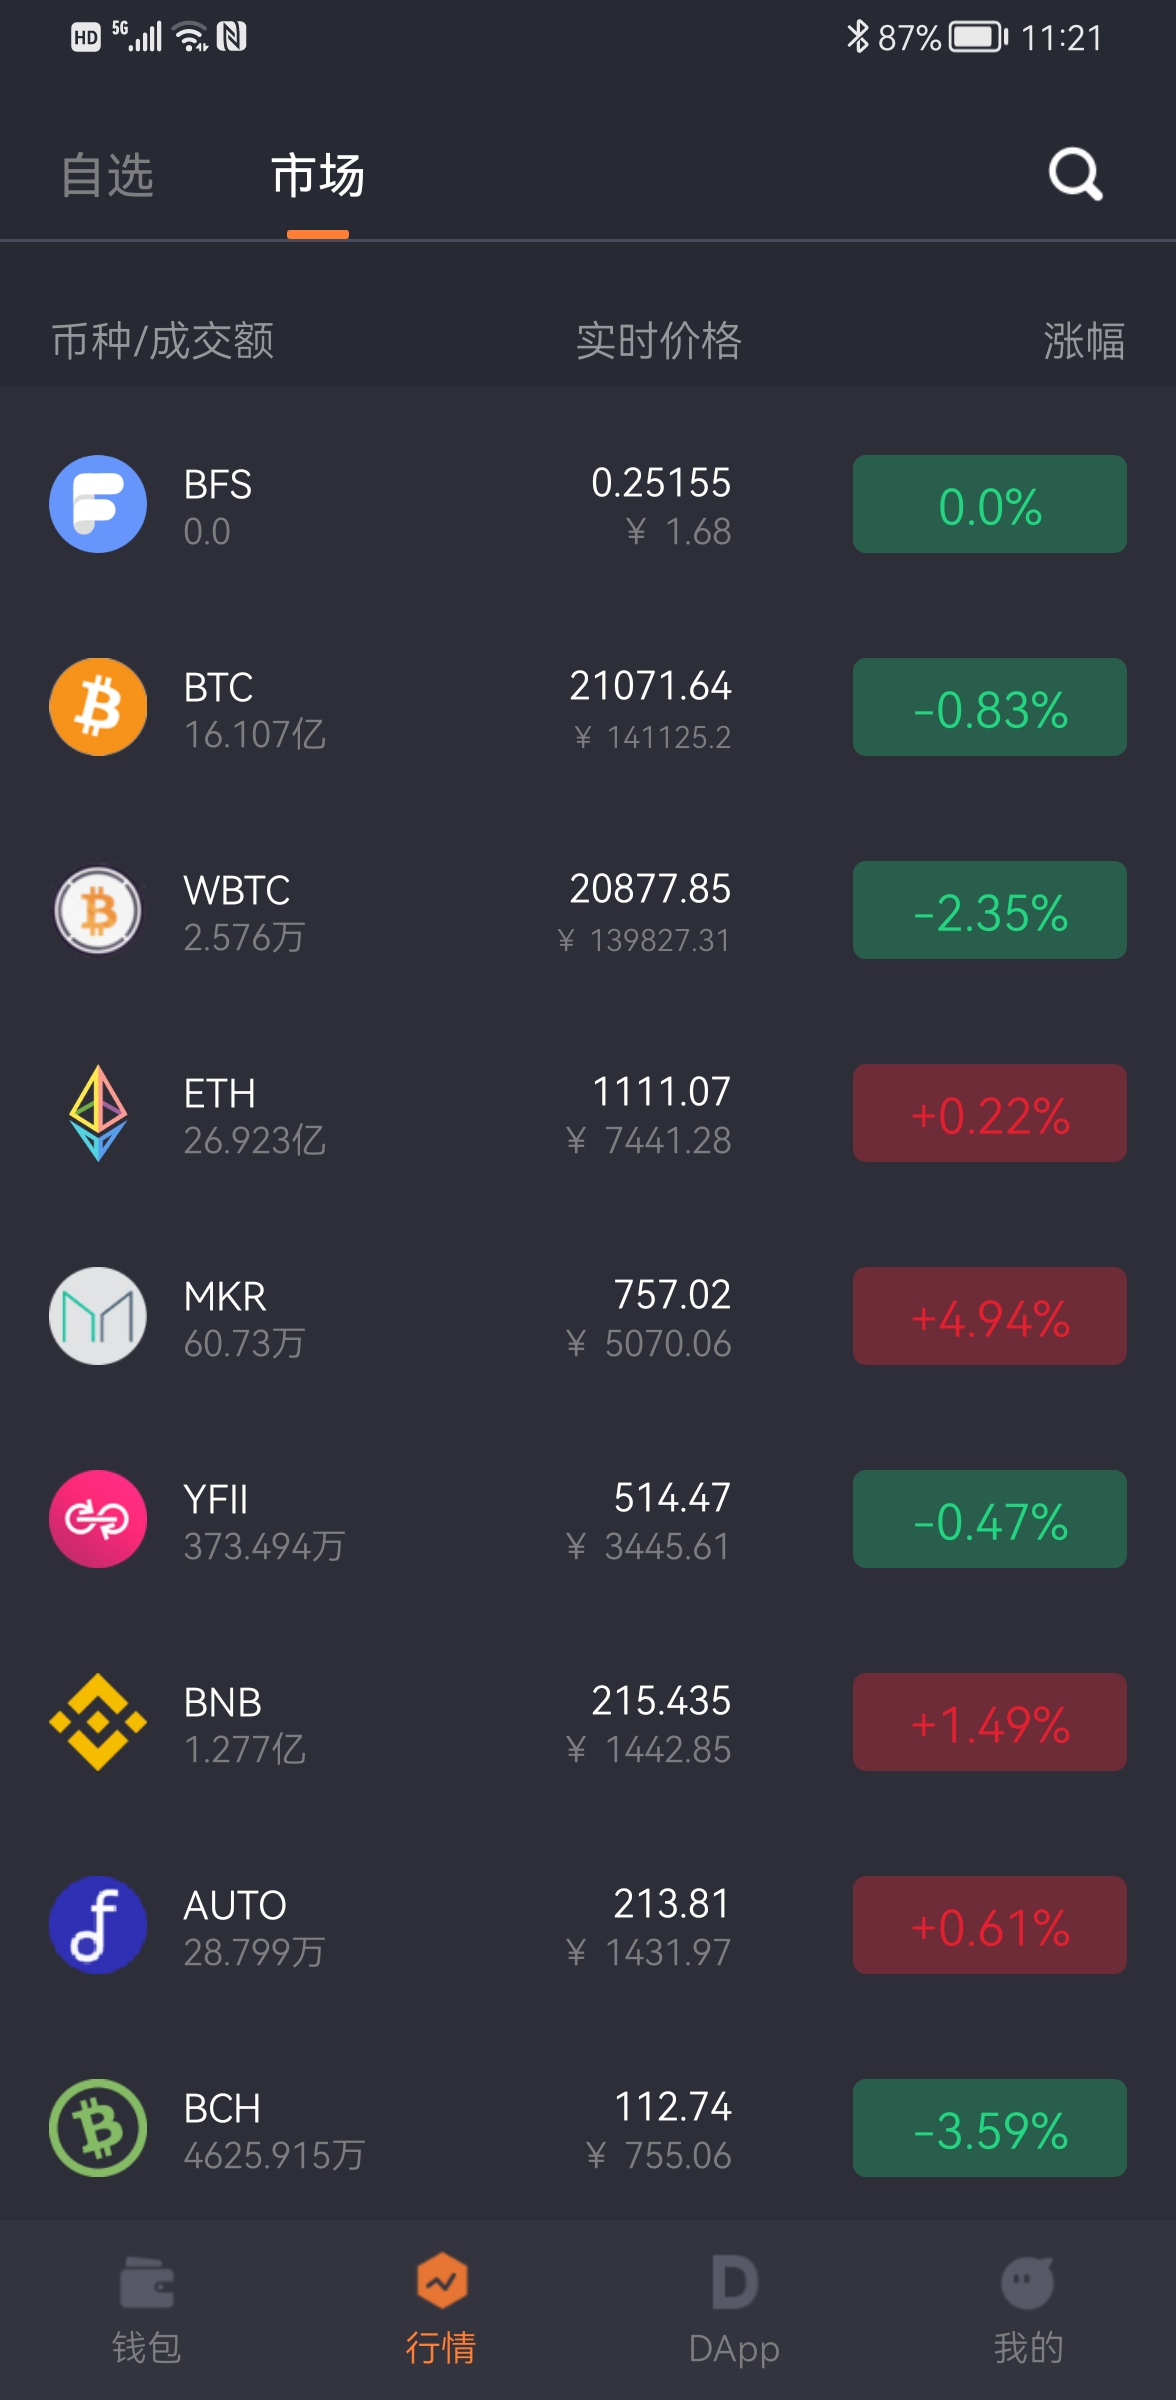 HD 5G 87% 11:21
自选 市场
币种/成交额 实时价格 涨幅
BFS 0.25155 0.0%
0.0 ¥ 1.68
BTC 21071.64 -0.83%
16.107亿 ¥ 141125.2
WBTC 20877.85 -2.35%
2.576万 ¥ 139827.31
ETH 1111.07 +0.22%
26.923亿 ¥ 7441.28
MKR 757.02 +4.94%
60.73万 ¥ 5070.06
YFII 514.47 -0.47%
373.494万 ¥ 3445.61
BNB 215.435 +1.49%
1.277亿 ¥ 1442.85
AUTO 213.81 +0.61%
28.799万 ¥ 1431.97
BCH 112.74 -3.59%
4625.915万 ¥ 755.06
钱包 行情 DApp 我的